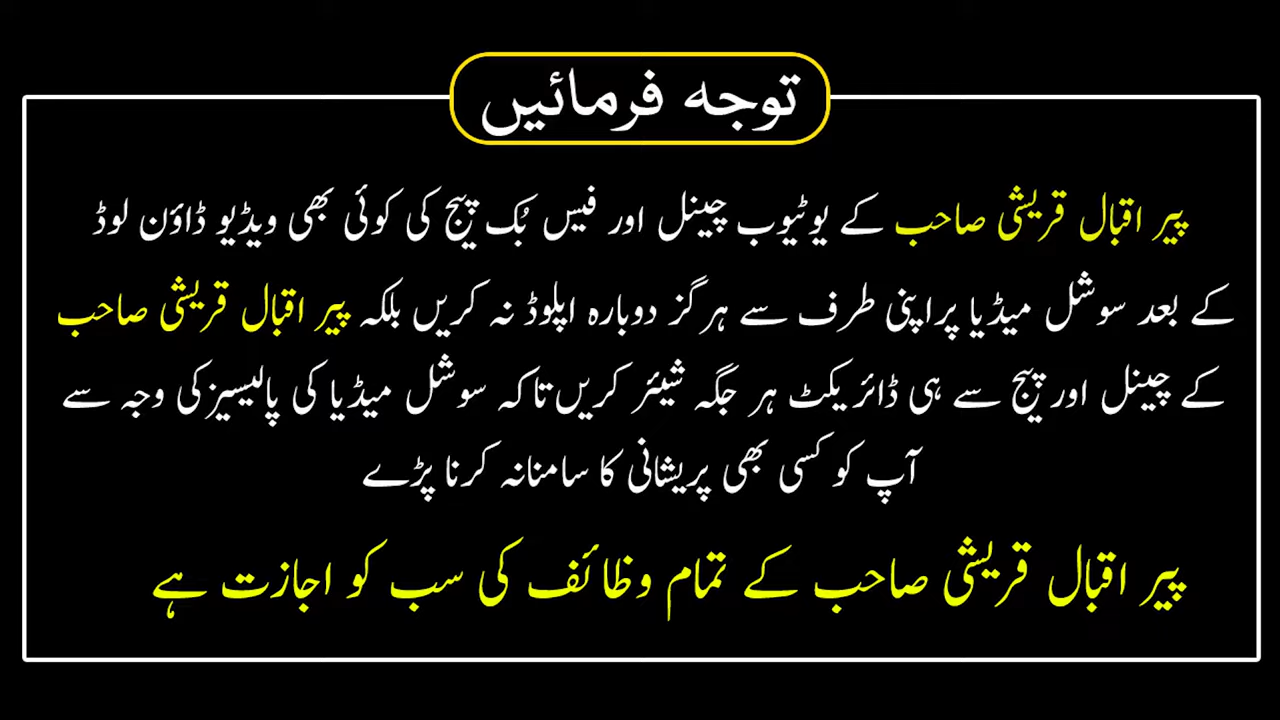 توجہ فرمائیں
پیر اقبال قریشی صاحب کے یوٹیوب چینل اور فیس بُک پیج کی کوئی بھی ویڈیو ڈاؤن لوڈ
کے بعد سوشل میڈیا پر اپنی طرف سے ہرگز دوبارہ اپلوڈ نہ کریں بلکہ پیر اقبال قریشی صاحب
کے چینل اور پیج سے ہی ڈائریکٹ ہر جگہ شیئر کریں تاکہ سوشل میڈیا کی پالیسیز کی وجہ سے
آپ کو کسی بھی پریشانی کا سامنا نہ کرنا پڑے
پیر اقبال قریشی صاحب کے تمام وظائف کی سب کو اجازت ہے